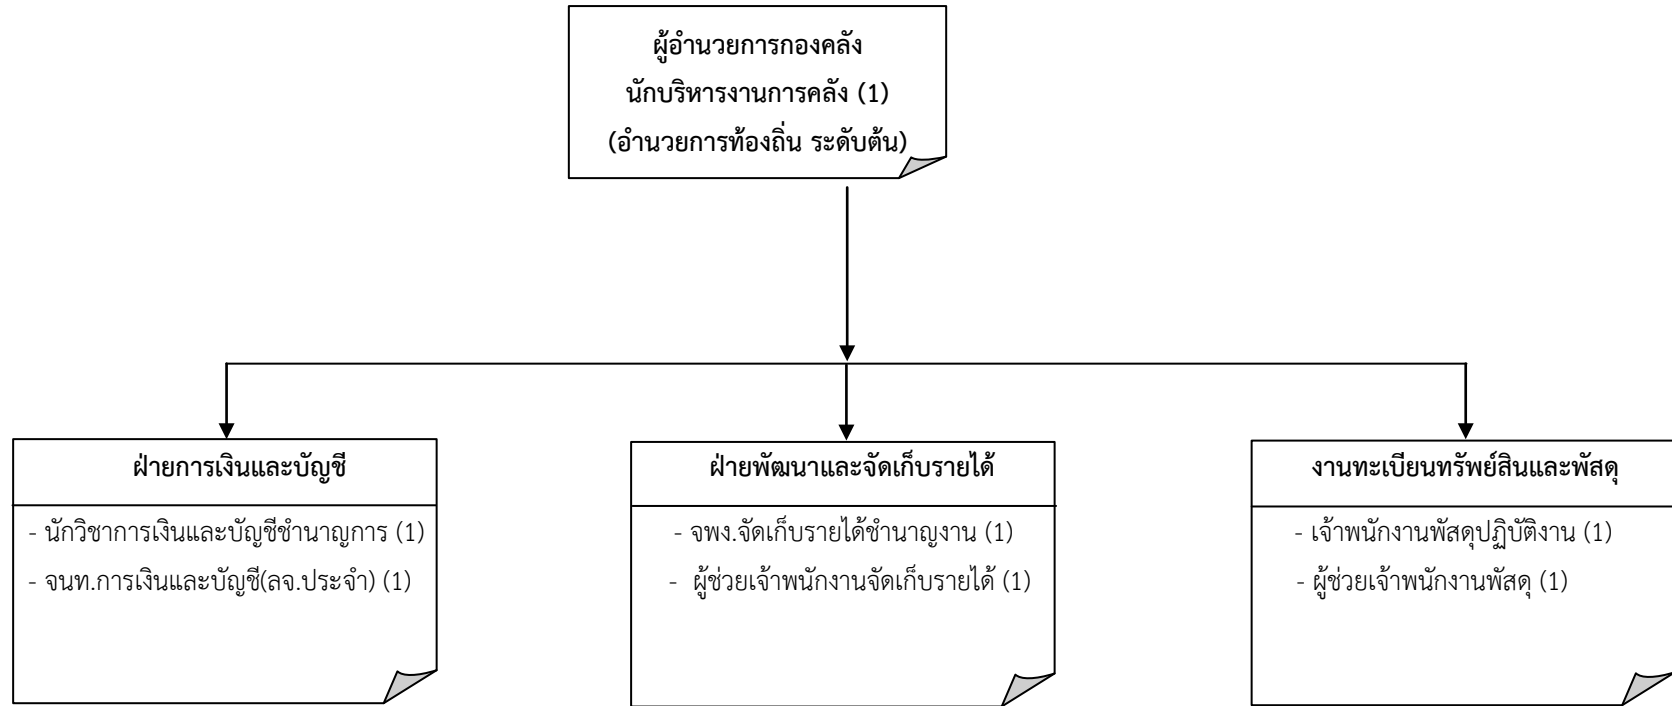 ผู้อำนวยการกองคลัง
นักบริหารงานการคลัง (1)
(อำนวยการท้องถิ่น ระดับต้น)
ฝ่ายการเงินและบัญชี
- นักวิชาการเงินและบัญชีชำนาญการ (1)
- จนท.การเงินและบัญชี(ลจ.ประจำ) (1)
ฝ่ายพัฒนาและจัดเก็บรายได้
- จพง.จัดเก็บรายได้ชำนาญงาน (1)
- ผู้ช่วยเจ้าพนักงานจัดเก็บรายได้ (1)
งานทะเบียนทรัพย์สินและพัสดุ
- เจ้าพนักงานพัสดุปฏิบัติงาน (1)
- ผู้ช่วยเจ้าพนักงานพัสดุ (1)